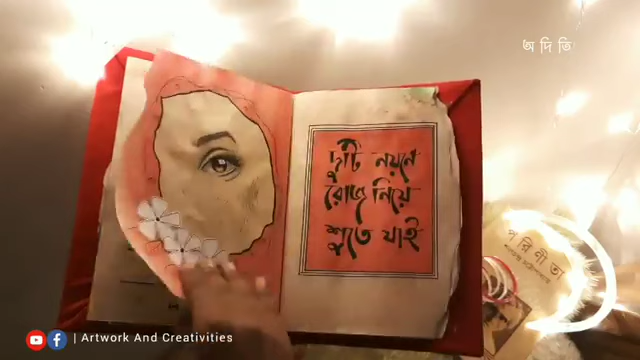 অ দি তি
দুটি নয়নে
রোজ নিয়ে
শুতে যাই
প রি ণী তা
| Artwork And Creativities